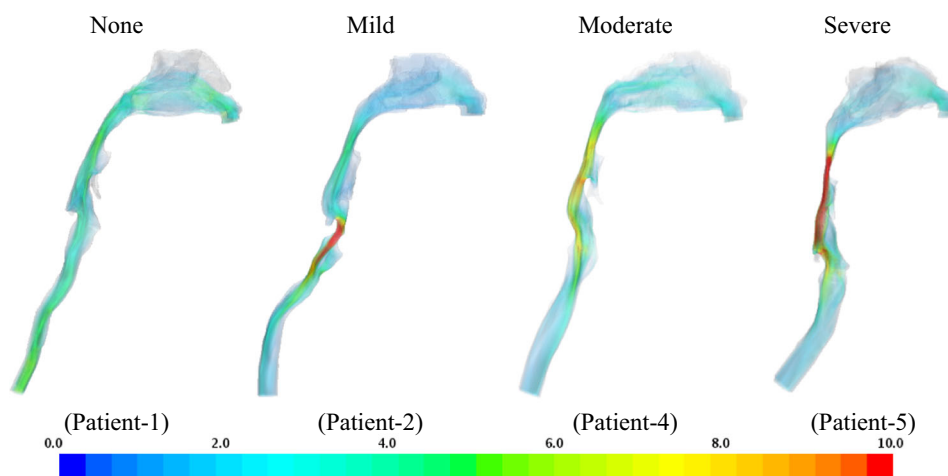 None Mild Moderate Severe
(Patient-1) (Patient-2) (Patient-4) (Patient-5)
0.0 2.0 4.0 6.0 8.0 10.0